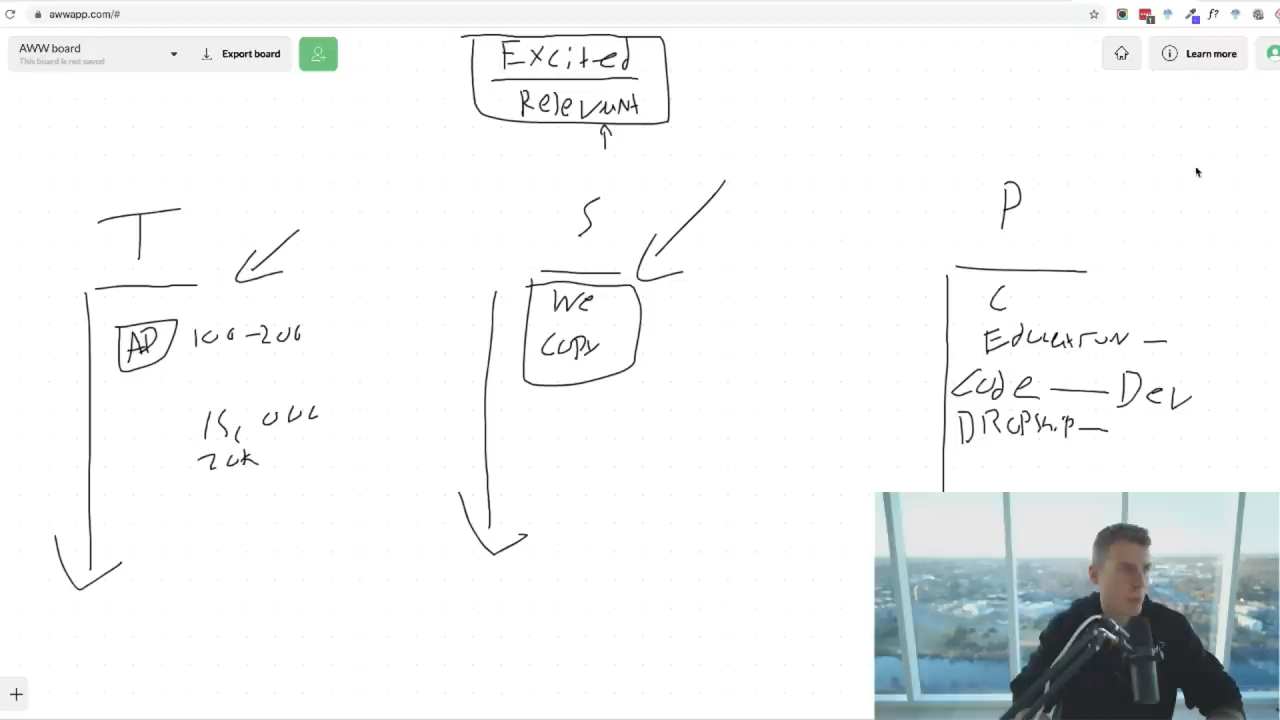 awwapp.com/#
AWW board
This board is not saved
Export board
Learn more
Excited
Relevant
T
S
P
AD 100-200
15,000
20k
We
Copy
C
Education
Code — Dev
DROPShip